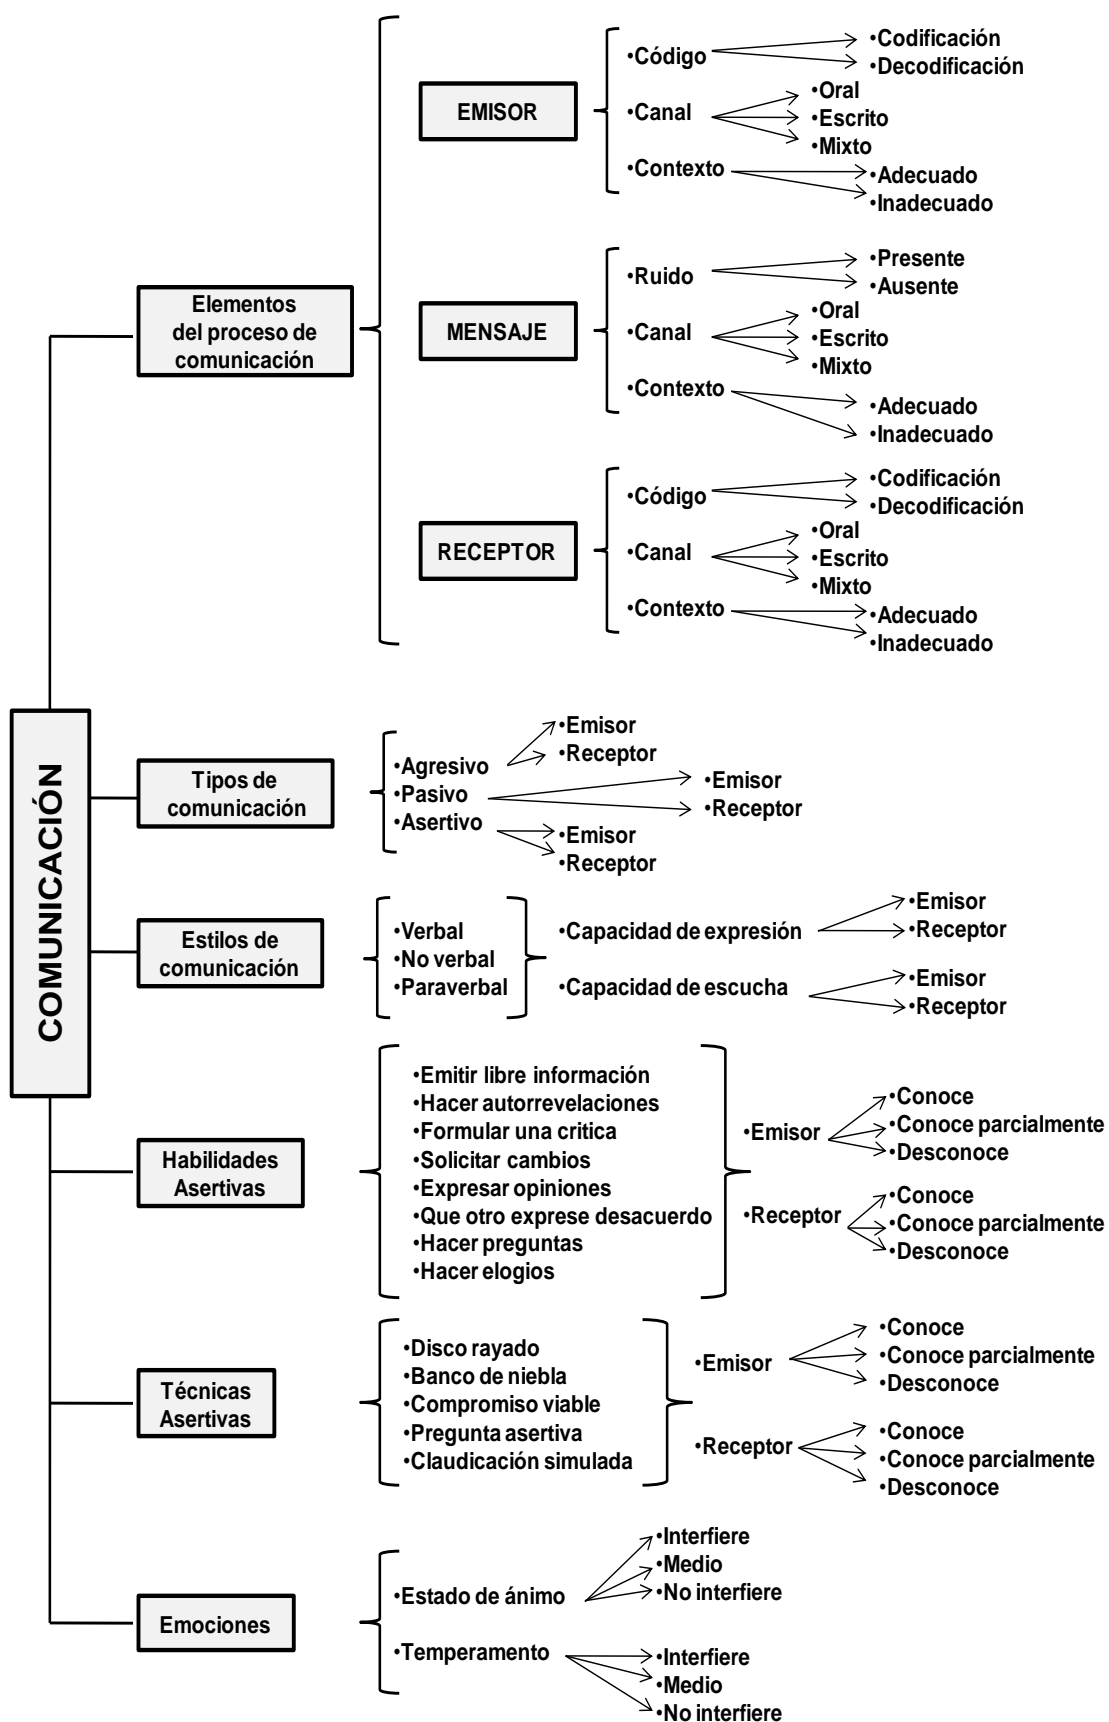 COMUNICACIÓN
Elementos
del proceso de
comunicación
EMISOR
•Código
•Codificación
•Decodificación
•Canal
•Oral
•Escrito
•Mixto
•Contexto
•Adecuado
•Inadecuado
MENSAJE
•Ruido
•Presente
•Ausente
•Canal
•Oral
•Escrito
•Mixto
•Contexto
•Adecuado
•Inadecuado
RECEPTOR
•Código
•Codificación
•Decodificación
•Canal
•Oral
•Escrito
•Mixto
•Contexto
•Adecuado
•Inadecuado
Tipos de
comunicación
•Agresivo
•Emisor
•Receptor
•Pasivo
•Emisor
•Receptor
•Asertivo
•Emisor
•Receptor
Estilos de
comunicación
•Verbal
•No verbal
•Paraverbal
•Capacidad de expresión
•Emisor
•Receptor
•Capacidad de escucha
•Emisor
•Receptor
Habilidades
Asertivas
•Emitir libre información
•Hacer autorrevelaciones
•Formular una critica
•Solicitar cambios
•Expresar opiniones
•Que otro exprese desacuerdo
•Hacer preguntas
•Hacer elogios
•Emisor
•Conoce
•Conoce parcialmente
•Desconoce
•Receptor
•Conoce
•Conoce parcialmente
•Desconoce
Técnicas
Asertivas
•Disco rayado
•Banco de niebla
•Compromiso viable
•Pregunta asertiva
•Claudicación simulada
•Emisor
•Conoce
•Conoce parcialmente
•Desconoce
•Receptor
•Conoce
•Conoce parcialmente
•Desconoce
Emociones
•Estado de ánimo
•Interfiere
•Medio
•No interfiere
•Temperamento
•Interfiere
•Medio
•No interfiere